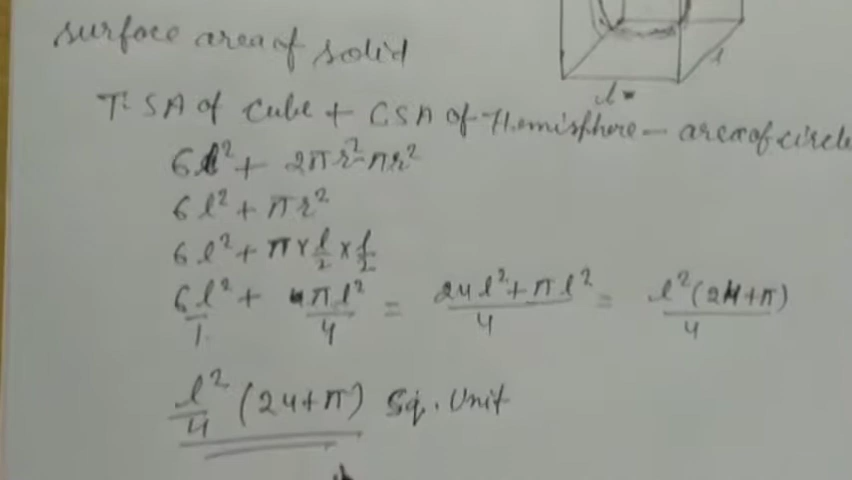 l
l
surface area of solid
T.SA of cube + CSA of Hemisphere - area of circle
6l² + 2πr² - πr²
6l² + πr²
6l² + π × l/2 × l/2
6l²/1 + πl²/4 = 24l² + πl²/4 = l²(24+π)/4
l²/4 (24+π) Sq. Unit